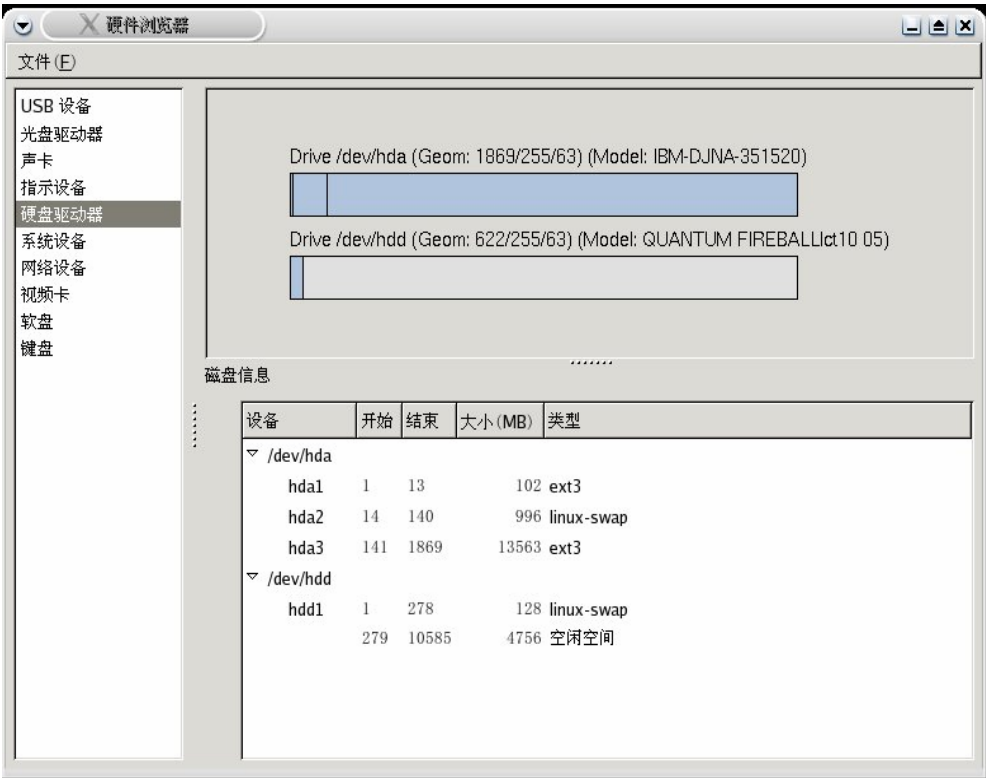 硬件浏览器
文件(F)
USB 设备
光盘驱动器
声卡
指示设备
硬盘驱动器
系统设备
网络设备
视频卡
软盘
键盘
Drive /dev/hda (Geom: 1869/255/63) (Model: IBM-DJNA-351520)
Drive /dev/hdd (Geom: 622/255/63) (Model: QUANTUM FIREBALLlct10 05)
磁盘信息
设备 开始 结束 大小(MB) 类型
/dev/hda
hda1 1 13 102 ext3
hda2 14 140 996 linux-swap
hda3 141 1869 13563 ext3
/dev/hdd
hdd1 1 278 128 linux-swap
279 10585 4756 空闲空间